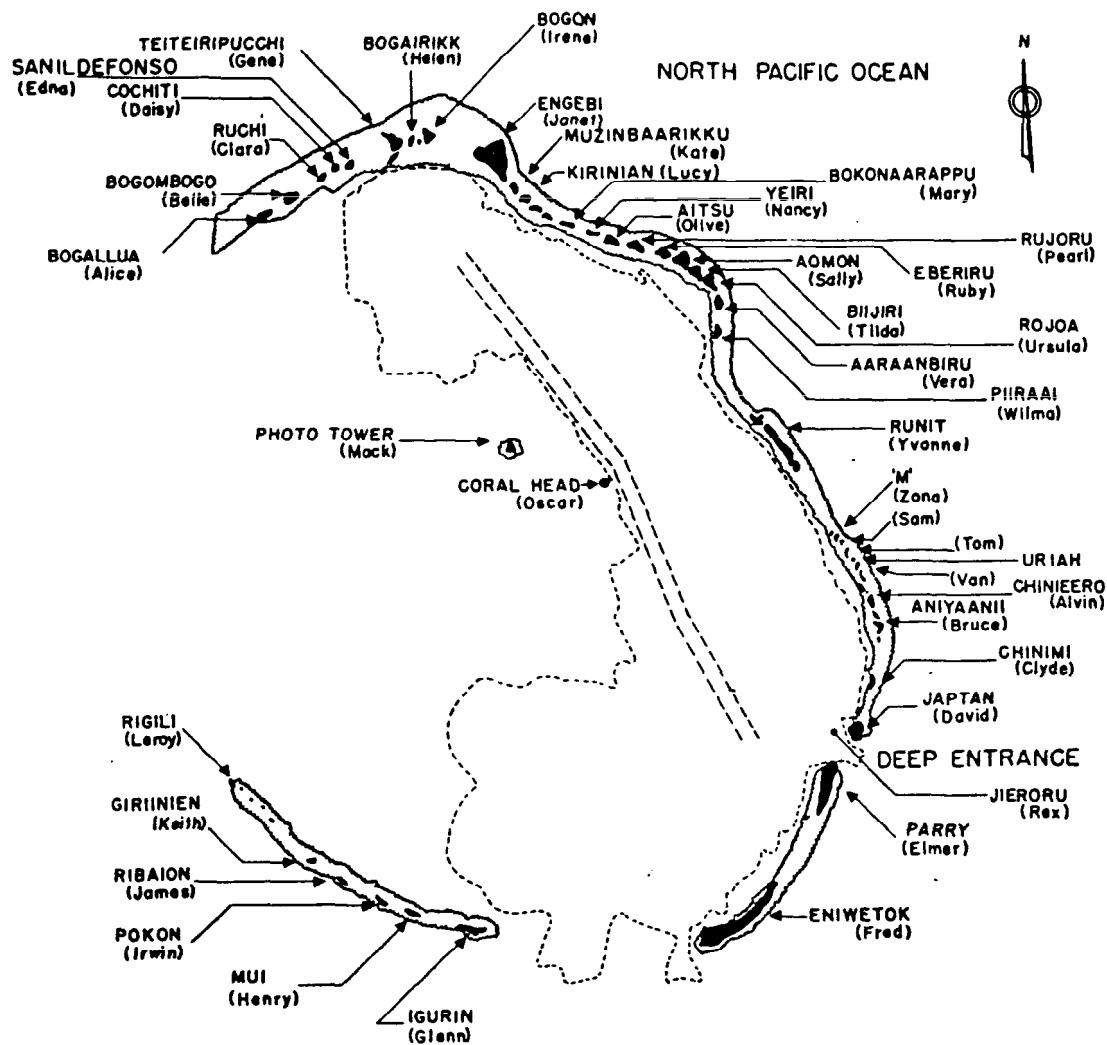 BOGON
(Irene)
TEITEIRIPUCCHI
(Gene)
BOGAIRIKK
(Helen)
N
SANILDEFONSO
(Edna)
NORTH PACIFIC OCEAN
COCHITI
(Daisy)
ENGEBI
(Janet)
RUCHI
(Clara)
MUZINBAARIKKU
(Kate)
KIRINIAN (Lucy)
BOKONAARAPPU
(Mary)
BOGOMBOGO
(Belle)
YEIRI
(Nancy)
AITSU
(Olive)
BOGALLUA
(Alice)
RUJORU
(Pearl)
AOMON
(Sally)
EBERIRU
(Ruby)
BIIJIRI
(Tilda)
ROJOA
(Ursula)
AARAANBIRU
(Vera)
PIIRAAI
(Wilma)
PHOTO TOWER
(Mack)
RUNIT
(Yvonne)
CORAL HEAD
(Oscar)
'M'
(Zona)
(Sam)
(Tom)
URIAH
(Van)
CHINIEERO
(Alvin)
ANIYAANII
(Bruce)
CHINIMI
(Clyde)
JAPTAN
(David)
RIGILI
(Leroy)
DEEP ENTRANCE
GIRIINIEN
(Keith)
JIERORU
(Rex)
PARRY
(Elmer)
RIBAION
(James)
ENIWETOK
(Fred)
POKON
(Irwin)
MUI
(Henry)
IGURIN
(Glenn)